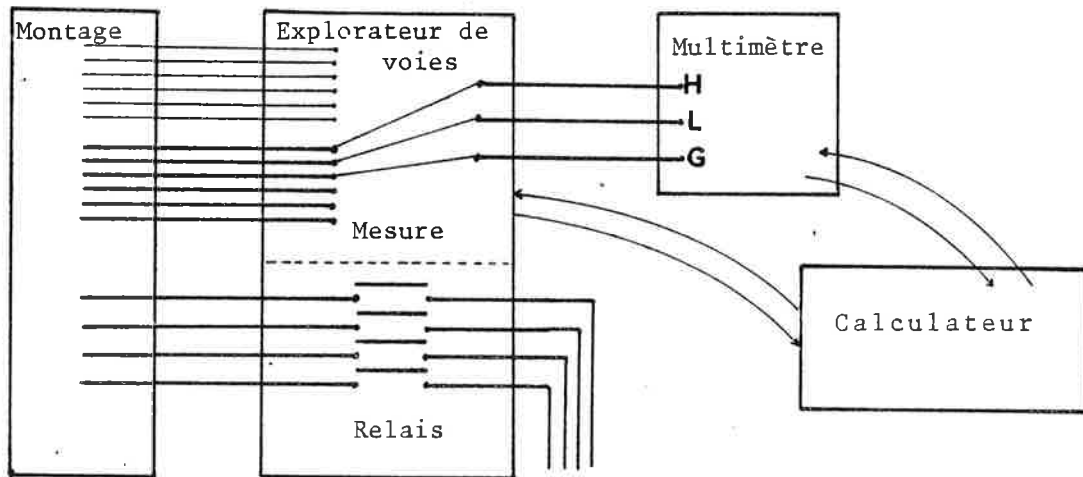 Montage
Explorateur de
voies
Multimètre
H
L
G
Mesure
Calculateur
Relais